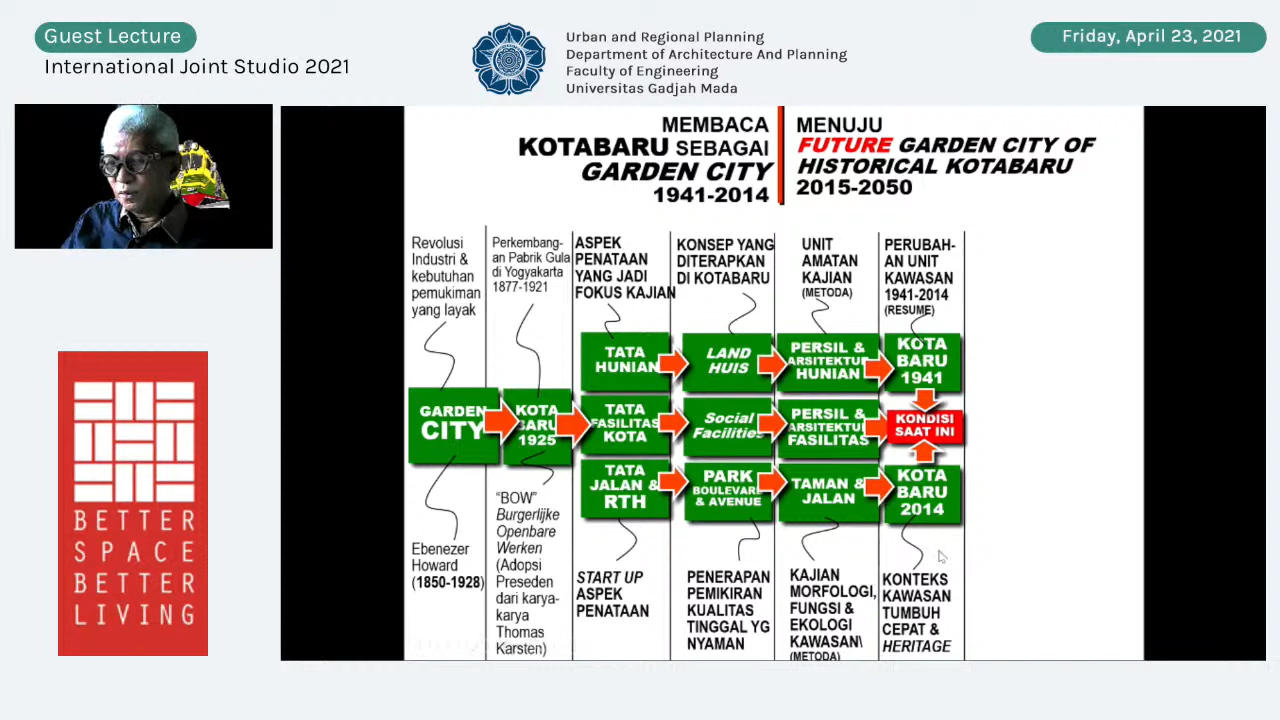 Guest Lecture
International Joint Studio 2021
Urban and Regional Planning
Department of Architecture And Planning
Faculty of Engineering
Universitas Gadjah Mada
Friday, April 23, 2021
BETTER
SPACE
BETTER
LIVING
MEMBACA
KOTABARU SEBAGAI
GARDEN CITY
1941-2014
MENUJU
FUTURE GARDEN CITY OF
HISTORICAL KOTABARU
2015-2050
Revolusi
Industri &
kebutuhan
pemukiman
yang layak
Perkembang-
an Pabrik Gula
di Yogyakarta
1877-1921
ASPEK
PENATAAN
YANG JADI
FOKUS KAJIAN
KONSEP YANG
DITERAPKAN
DI KOTABARU
UNIT
AMATAN
KAJIAN
(METODA)
PERUBAH-
AN UNIT
KAWASAN
1941-2014
(RESUME)
GARDEN
CITY
KOTA
BARU
1925
TATA
HUNIAN
LAND
HUIS
PERSIL &
ARSITEKTUR
HUNIAN
KOTA
BARU
1941
TATA
FASILITAS
KOTA
Social
Facilities
PERSIL &
ARSITEKTUR
FASILITAS
KONDISI
SAAT INI
TATA
JALAN &
RTH
PARK
BOULEVARD
& AVENUE
TAMAN &
JALAN
KOTA
BARU
2014
Ebenezer
Howard
(1850-1928)
"BOW"
Burgerlijke
Openbare
Werken
(Adopsi
Preseden
dari karya-
karya
Thomas
Karsten)
START UP
ASPEK
PENATAAN
PENERAPAN
PEMIKIRAN
KUALITAS
TINGGAL YG
NYAMAN
KAJIAN
MORFOLOGI,
FUNGSI &
EKOLOGI
KAWASAN\
(METODA)
KONTEKS
KAWASAN
TUMBUH
CEPAT &
HERITAGE